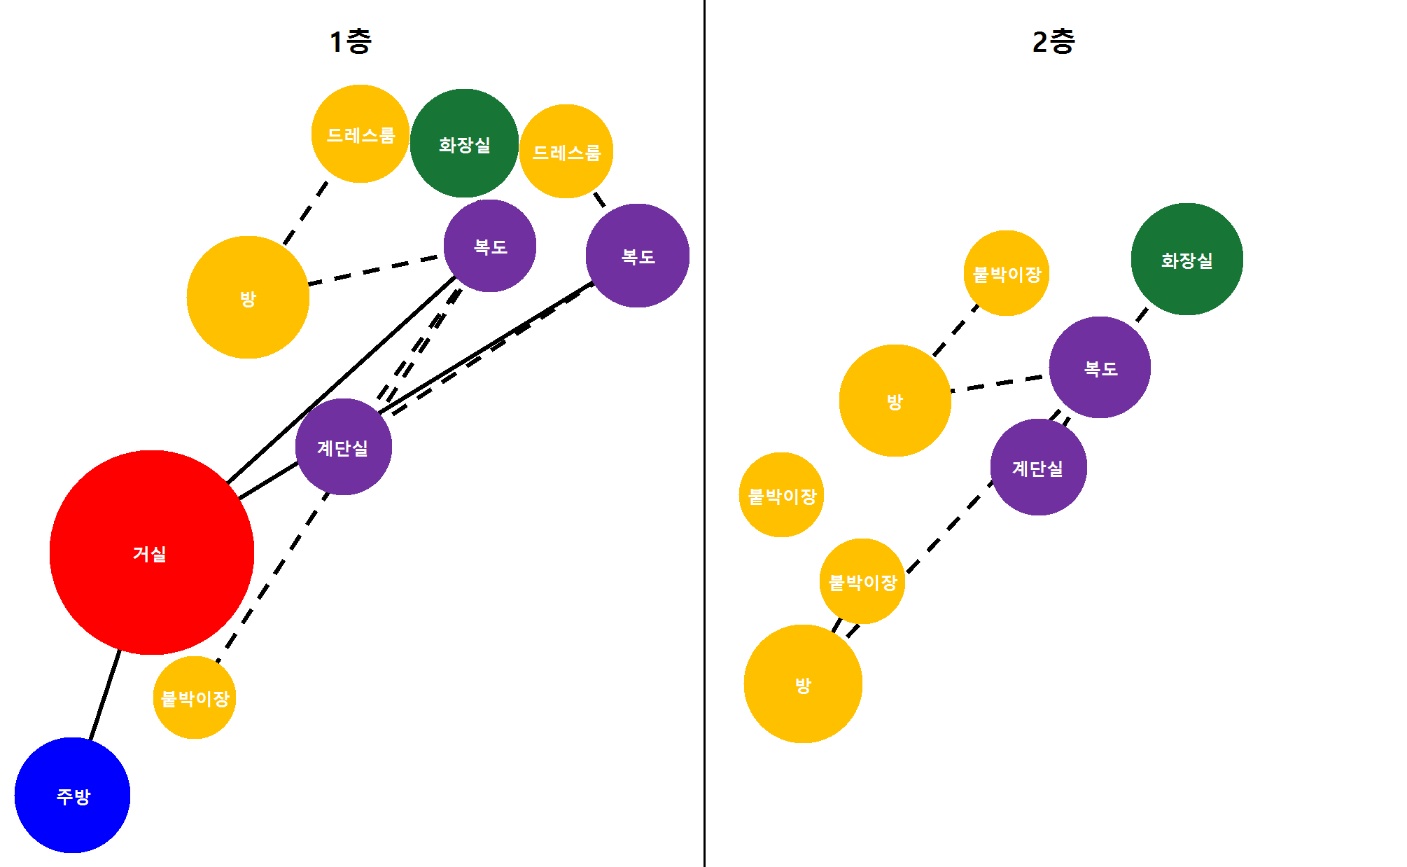 1층
드레스룸
화장실
드레스룸
복도
복도
방
계단실
거실
붙박이장
주방
2층
화장실
붙박이장
복도
방
계단실
붙박이장
붙박이장
방